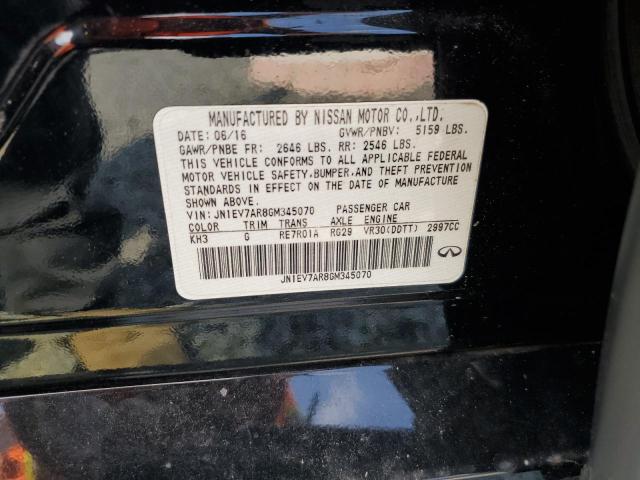 MANUFACTURED BY NISSAN MOTOR CO.,LTD.
DATE: 06/16 GVWR/PNBV: 5159 LBS.
GAWR/PNBE FR: 2646 LBS. RR: 2546 LBS.
THIS VEHICLE CONFORMS TO ALL APPLICABLE FEDERAL
MOTOR VEHICLE SAFETY,BUMPER,AND THEFT PREVENTION
STANDARDS IN EFFECT ON THE DATE OF MANUFACTURE
SHOWN ABOVE.
VIN: JN1EV7AR8GM345070 PASSENGER CAR
COLOR TRIM TRANS AXLE ENGINE
KH3 G RE7R01A RG29 VR30(DDTT) 2997CC
JN1EV7AR8GM345070